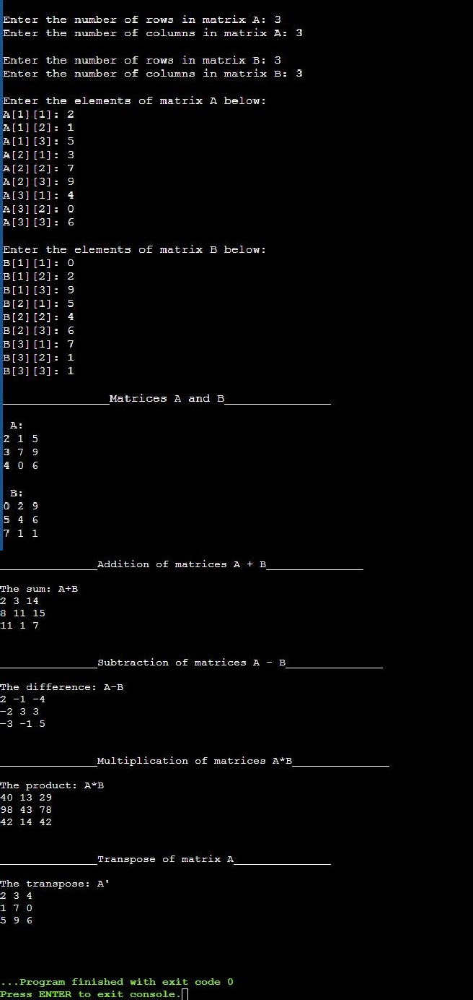 Enter the number of rows in matrix A: 3
Enter the number of columns in matrix A: 3
Enter the number of rows in matrix B: 3
Enter the number of columns in matrix B: 3
Enter the elements of matrix A below:
A[1][1]: 2
A[1][2]: 1
A[1][3]: 5
A[2][1]: 3
A[2][2]: 7
A[2][3]: 9
A[3][1]: 4
A[3][2]: 0
A[3][3]: 6
Enter the elements of matrix B below:
B[1][1]: 0
B[1][2]: 2
B[1][3]: 9
B[2][1]: 5
B[2][2]: 4
B[2][3]: 6
B[3][1]: 7
B[3][2]: 1
B[3][3]: 1
_______________Matrices A and B_______________
A:
2 1 5
3 7 9
4 0 6
B:
0 2 9
5 4 6
7 1 1
_______________Addition of matrices A + B_______________
The sum: A+B
2 3 14
8 11 15
11 1 7
_______________Subtraction of matrices A - B_______________
The difference: A-B
2 -1 -4
-2 3 3
-3 -1 5
_______________Multiplication of matrices A*B_______________
The product: A*B
40 13 29
98 43 78
42 14 42
_______________Transpose of matrix A_______________
The transpose: A'
2 3 4
1 7 0
5 9 6
...Program finished with exit code 0
Press ENTER to exit console.